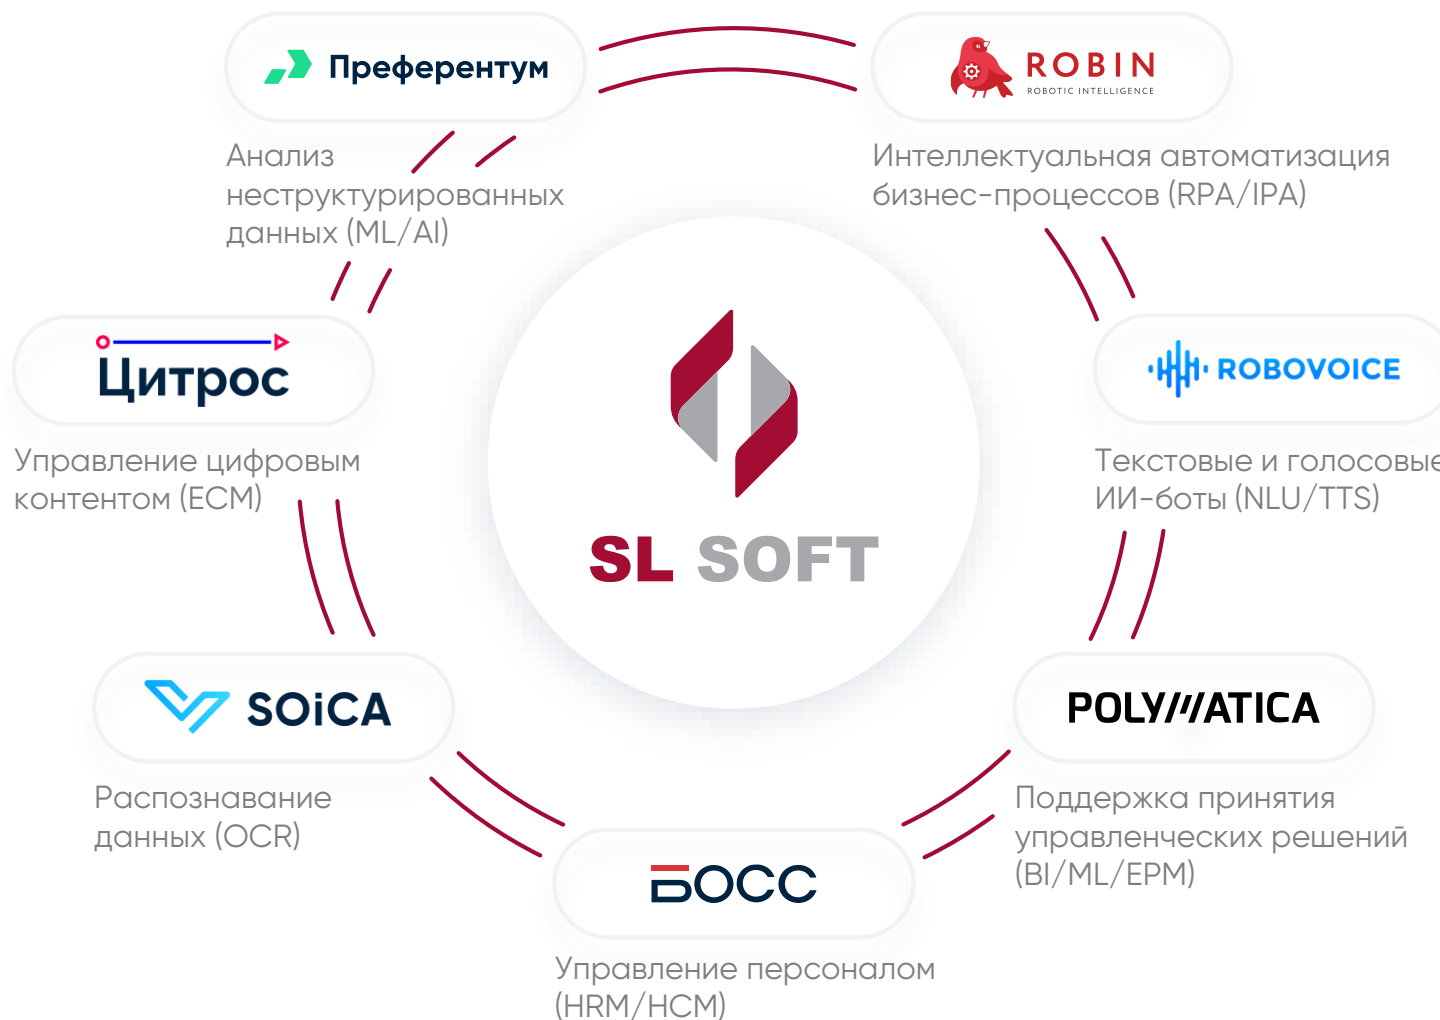 Преферентум
Анализ
неструктурированных
данных (ML/AI)
ROBIN
ROBOTIC INTELLIGENCE
Интеллектуальная автоматизация
бизнес-процессов (RPA/IPA)
Цитрос
Управление цифровым
контентом (ECM)
SL SOFT
ROBOVOICE
Текстовые и голосовые
ИИ-боты (NLU/TTS)
SOiCA
Распознавание
данных (OCR)
POLYMATICA
Поддержка принятия
управленческих решений
(BI/ML/EPM)
БОСС
Управление персоналом
(HRM/HCM)